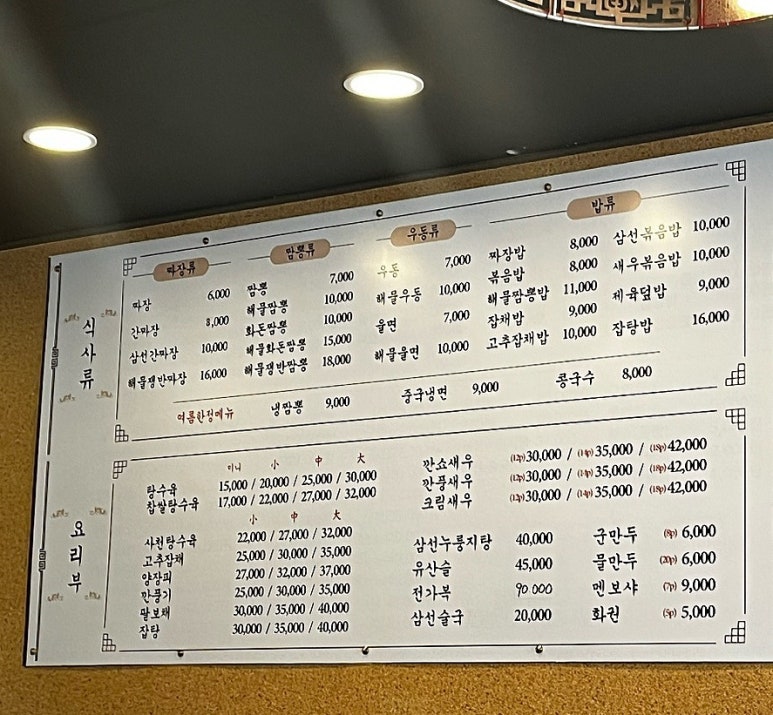 식사류
짜장류
짜장 6,000
간짜장 8,000
삼선간짜장 10,000
해물쟁반짜장 16,000
짬뽕류
짬뽕 7,000
해물짬뽕 10,000
화돈짬뽕 10,000
해물화돈짬뽕 15,000
해물쟁반짬뽕 18,000
우동류
우동 7,000
해물우동 10,000
울면 7,000
해물울면 10,000
밥류
짜장밥 8,000
볶음밥 8,000
해물짬뽕밥 11,000
잡채밥 9,000
고추잡채밥 10,000
삼선볶음밥 10,000
새우볶음밥 10,000
제육덮밥 9,000
잡탕밥 16,000
여름한정메뉴 냉짬뽕 9,000 중국냉면 9,000 콩국수 8,000
요리부
미니 小 中 大
탕수육 15,000 / 20,000 / 25,000 / 30,000
찹쌀탕수육 17,000 / 22,000 / 27,000 / 32,000
小 中 大
사천탕수육 22,000 / 27,000 / 32,000
고추잡채 25,000 / 30,000 / 35,000
양장피 27,000 / 32,000 / 37,000
깐풍기 25,000 / 30,000 / 35,000
팔보채 30,000 / 35,000 / 40,000
잡탕 30,000 / 35,000 / 40,000
깐쇼새우 (12p)30,000 / (14p)35,000 / (18p)42,000
깐풍새우 (12p)30,000 / (14p)35,000 / (18p)42,000
크림새우 (12p)30,000 / (14p)35,000 / (18p)42,000
삼선누룽지탕 40,000
유산슬 45,000
전가복 90.000
삼선술국 20,000
군만두 (8p) 6,000
물만두 (20p) 6,000
멘보샤 (7p) 9,000
화권 (5p) 5,000